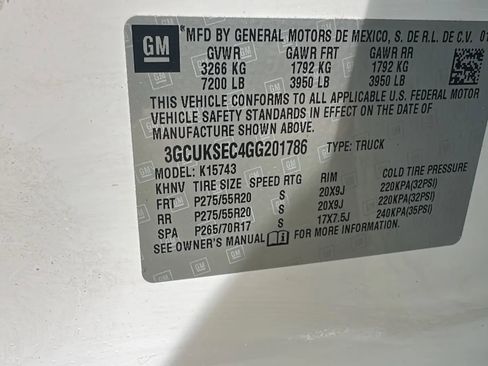 GM
*MFD BY GENERAL MOTORS DE MEXICO, S. DE R.L. DE C.V. 01
GVWR GAWR FRT GAWR RR
3266 KG 1792 KG 1792 KG
7200 LB 3950 LB 3950 LB
THIS VEHICLE CONFORMS TO ALL APPLICABLE U.S. FEDERAL MOTOR
VEHICLE SAFETY STANDARDS IN EFFECT ON THE DATE OF
MANUFACTURE SHOWN ABOVE.
3GCUKSEC4GG201786 TYPE: TRUCK
MODEL: K15743
KHNV TIRE SIZE SPEED RTG RIM COLD TIRE PRESSURE
FRT P275/55R20 S 20X9J 220KPA(32PSI)
RR P275/55R20 S 20X9J 220KPA(32PSI)
SPA P265/70R17 S 17X7.5J 240KPA(35PSI)
SEE OWNER'S MANUAL FOR MORE INFORMATION.